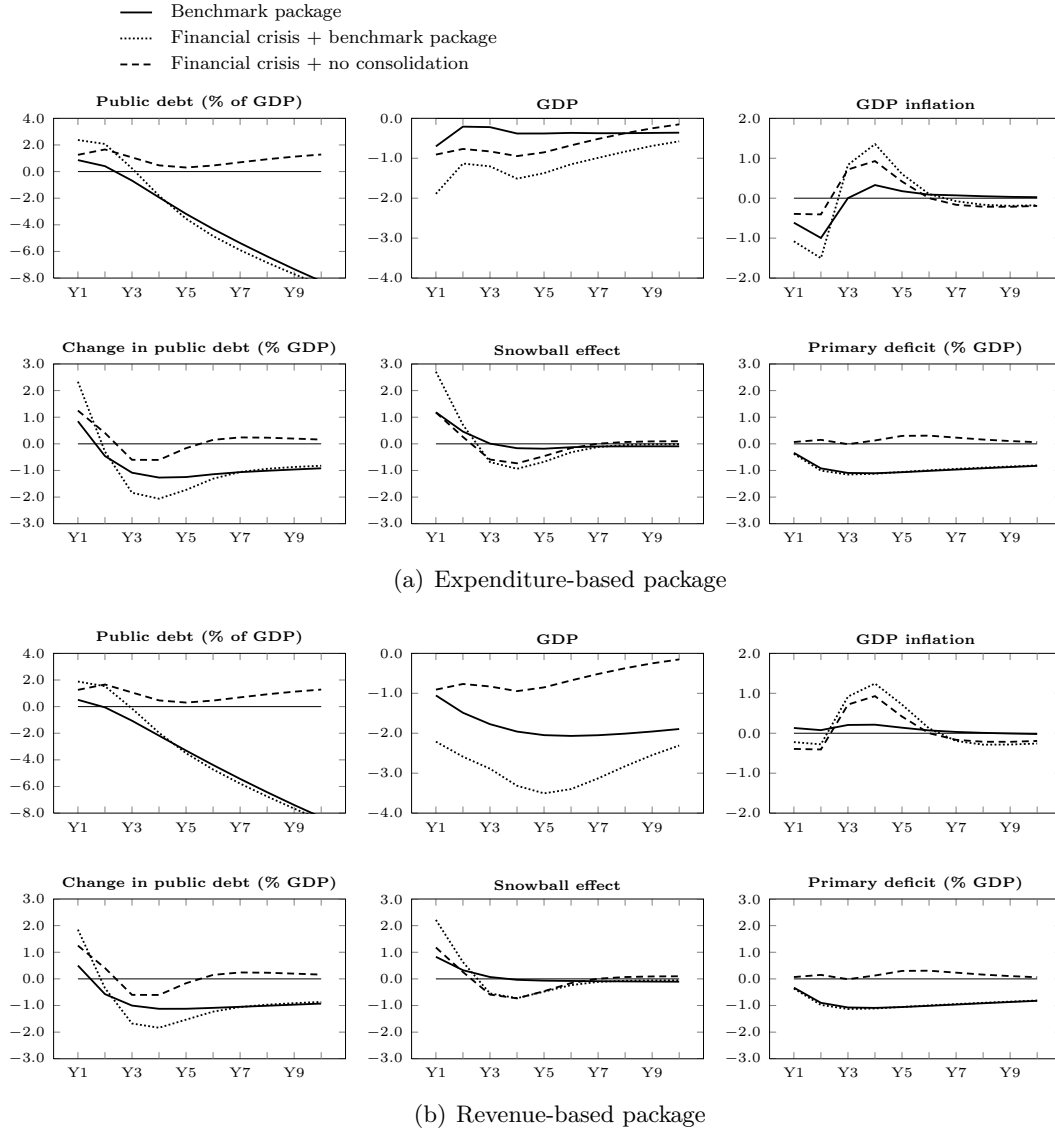 Benchmark package
Financial crisis + benchmark package
Financial crisis + no consolidation
Public debt (% of GDP)
4.0
2.0
0.0
−2.0
−4.0
−6.0
−8.0
Y1 Y3 Y5 Y7 Y9
GDP
0.0
−1.0
−2.0
−3.0
−4.0
Y1 Y3 Y5 Y7 Y9
GDP inflation
2.0
1.0
0.0
−1.0
−2.0
Y1 Y3 Y5 Y7 Y9
Change in public debt (% GDP)
3.0
2.0
1.0
0.0
−1.0
−2.0
−3.0
Y1 Y3 Y5 Y7 Y9
Snowball effect
3.0
2.0
1.0
0.0
−1.0
−2.0
−3.0
Y1 Y3 Y5 Y7 Y9
Primary deficit (% GDP)
3.0
2.0
1.0
0.0
−1.0
−2.0
−3.0
Y1 Y3 Y5 Y7 Y9
(a) Expenditure-based package
Public debt (% of GDP)
4.0
2.0
0.0
−2.0
−4.0
−6.0
−8.0
Y1 Y3 Y5 Y7 Y9
GDP
0.0
−1.0
−2.0
−3.0
−4.0
Y1 Y3 Y5 Y7 Y9
GDP inflation
2.0
1.0
0.0
−1.0
−2.0
Y1 Y3 Y5 Y7 Y9
Change in public debt (% GDP)
3.0
2.0
1.0
0.0
−1.0
−2.0
−3.0
Y1 Y3 Y5 Y7 Y9
Snowball effect
3.0
2.0
1.0
0.0
−1.0
−2.0
−3.0
Y1 Y3 Y5 Y7 Y9
Primary deficit (% GDP)
3.0
2.0
1.0
0.0
−1.0
−2.0
−3.0
Y1 Y3 Y5 Y7 Y9
(b) Revenue-based package